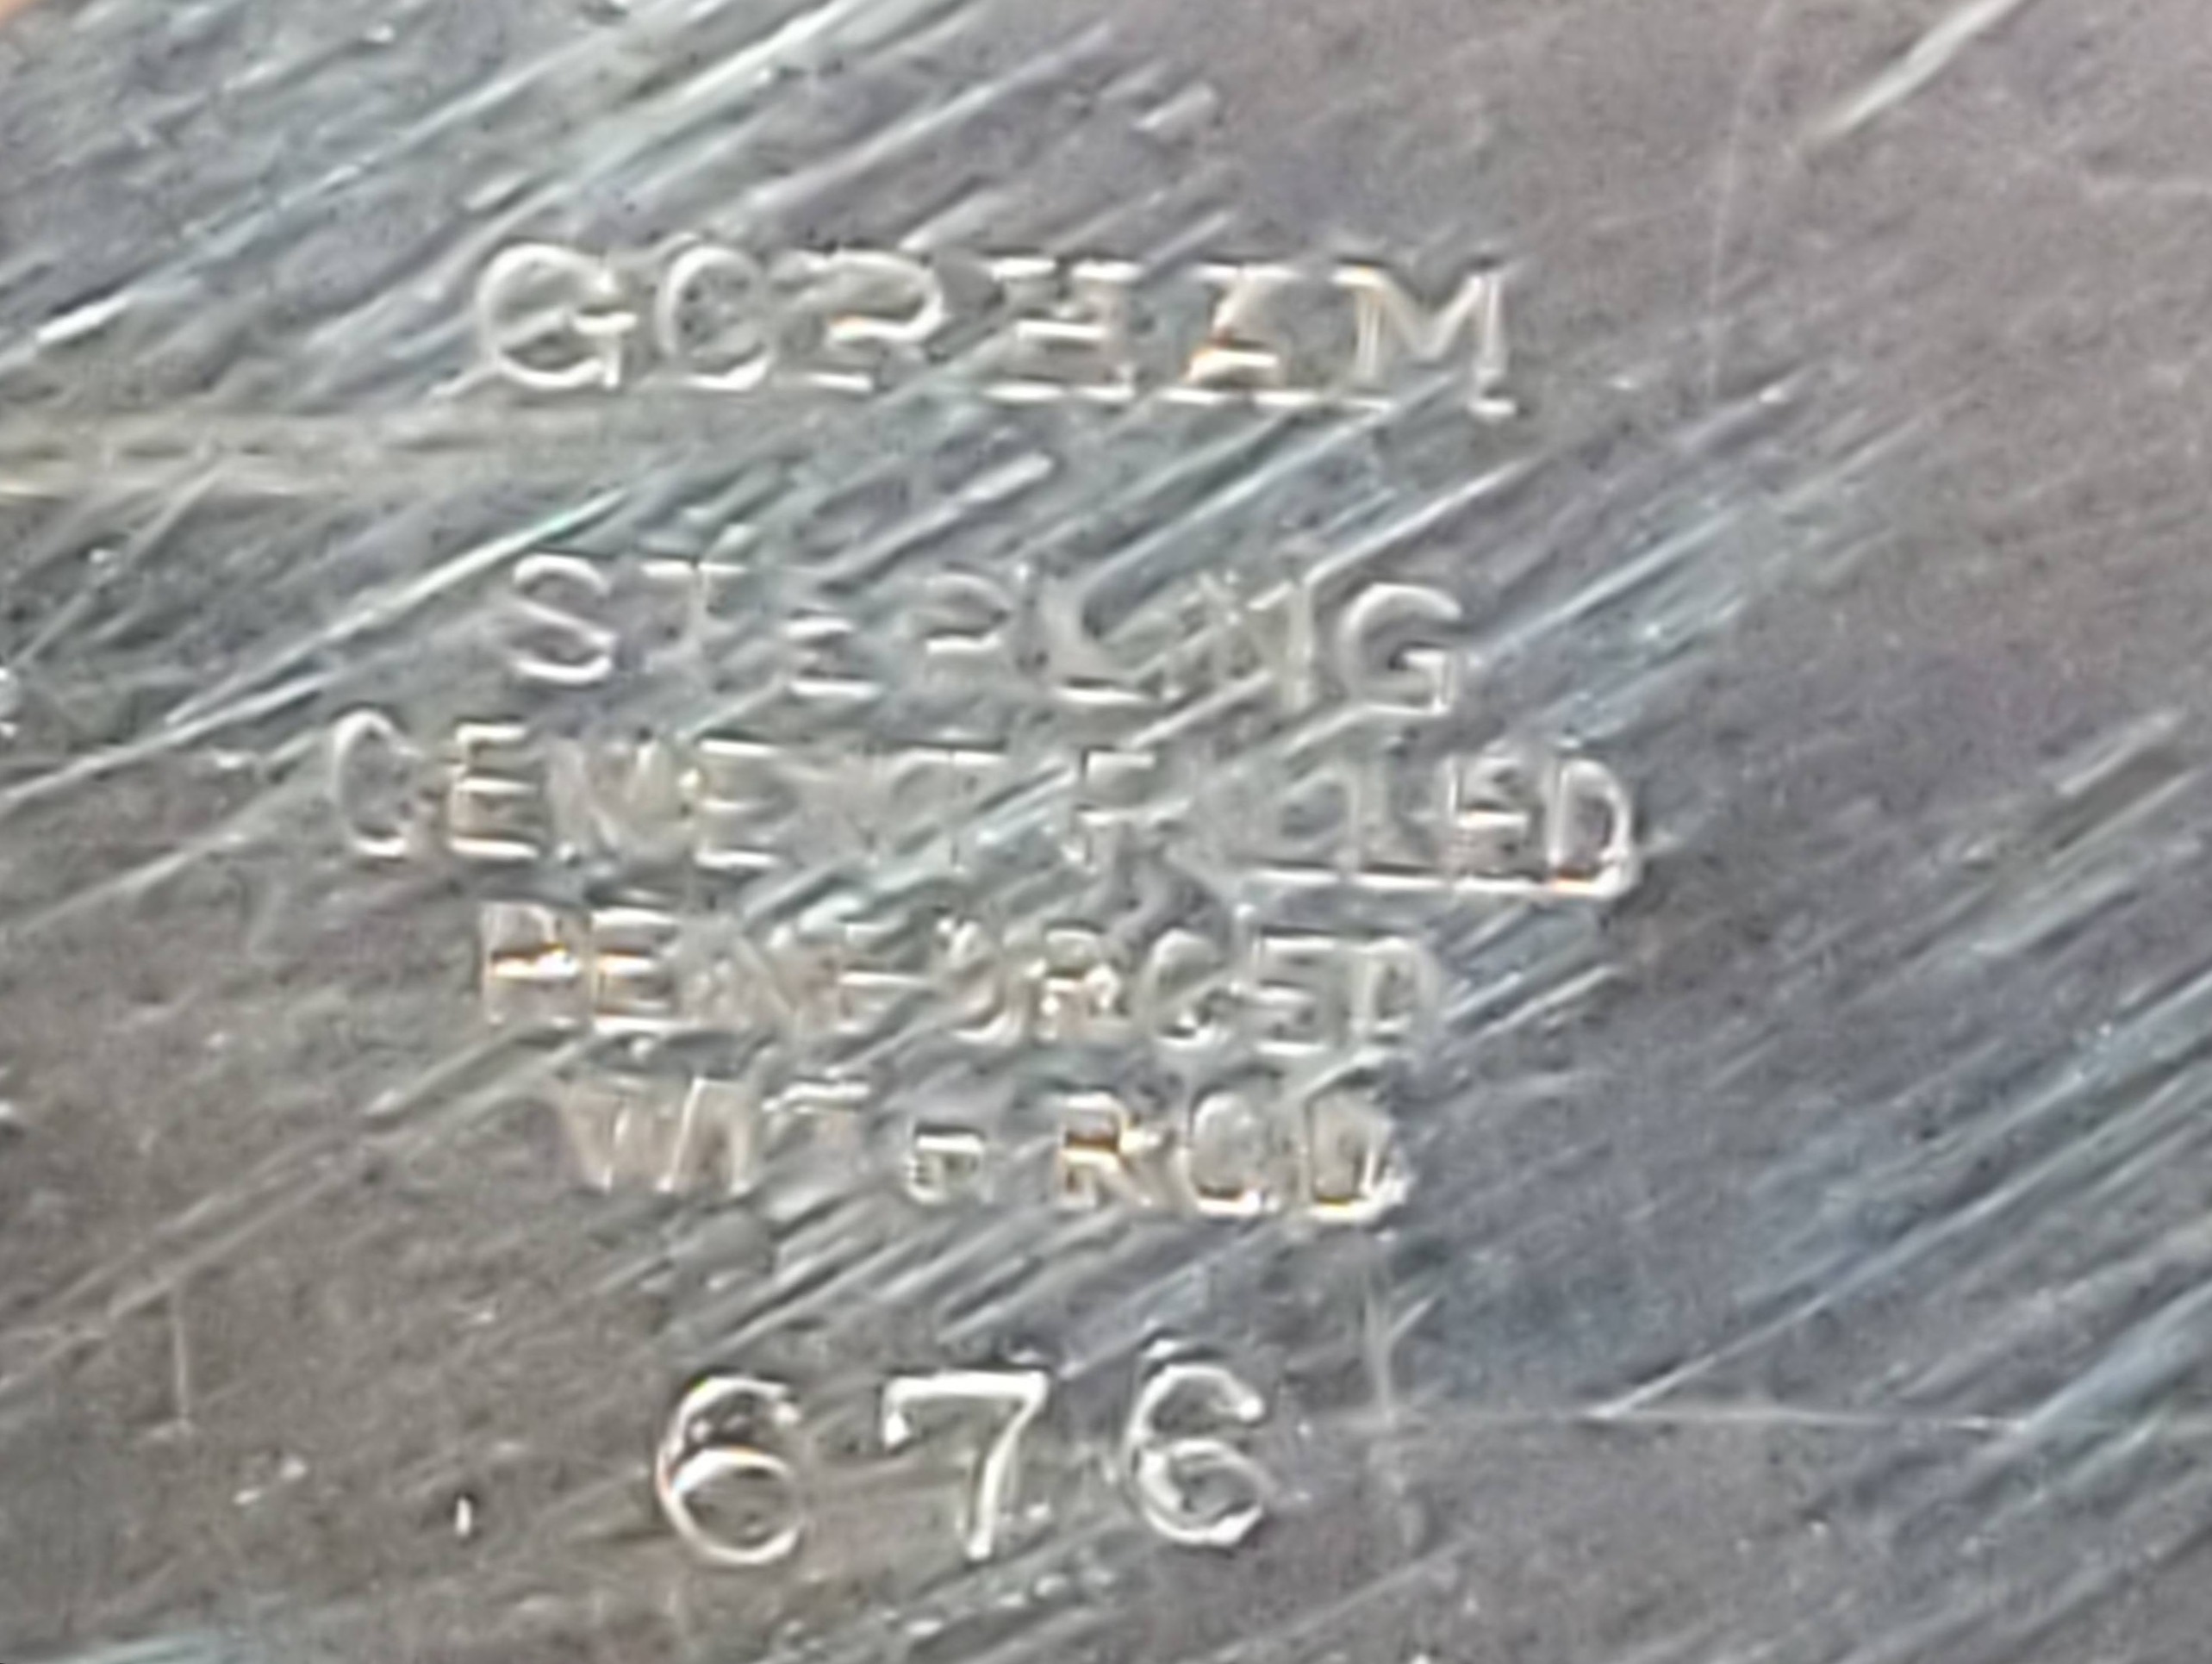 GORHAM
STERLING
CEMENT FILLED
REINFORCED
WITH ROD
676